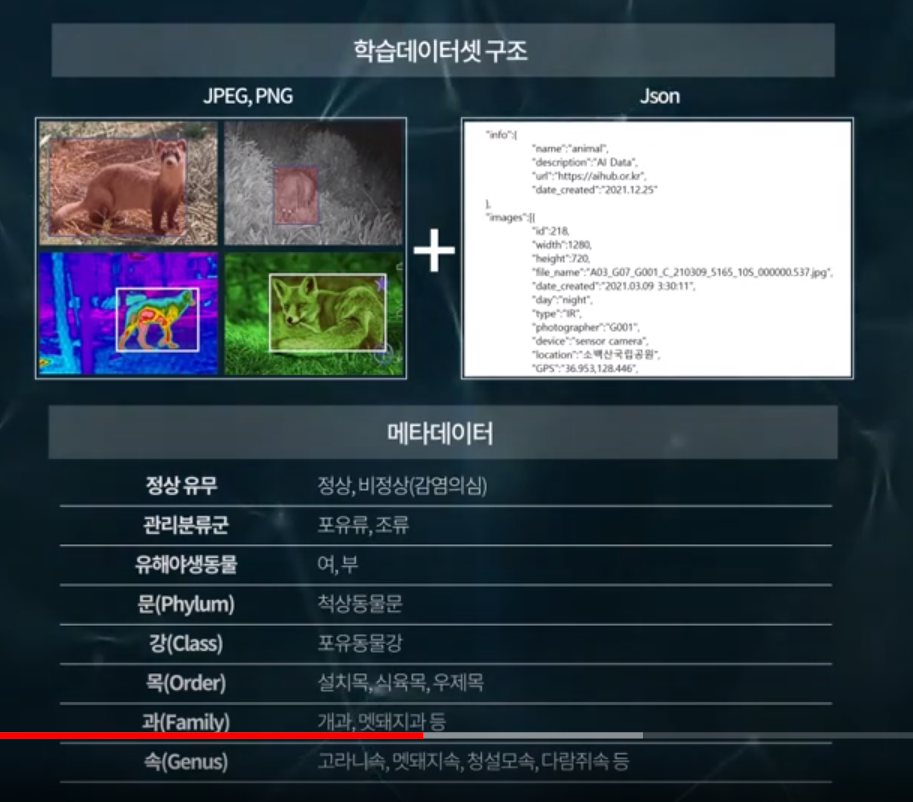 학습데이터셋 구조
JPEG, PNG
Json
"info":{
"name":"animal",
"description":"AI Data",
"url":"https://aihub.or.kr",
"date_created":"2021.12.25"
},
"images":[{
"id":218,
"width":1280,
"height":720,
"file_name":"A03_G07_G001_C_210309_5165_10S_000000.537.jpg",
"date_created":"2021.03.09 3:30:11",
"day":"night",
"type":"IR",
"photographer":"G001",
"device":"sensor camera",
"location":"소백산국립공원",
"GPS":"36.953,128.446",
메타데이터
정상 유무 정상, 비정상(감염의심)
관리분류군 포유류, 조류
유해야생동물 여, 부
문(Phylum) 척상동물문
강(Class) 포유동물강
목(Order) 설치목, 식육목, 우제목
과(Family) 개과, 멧돼지과 등
속(Genus) 고라니속, 멧돼지속, 청설모속, 다람쥐속 등